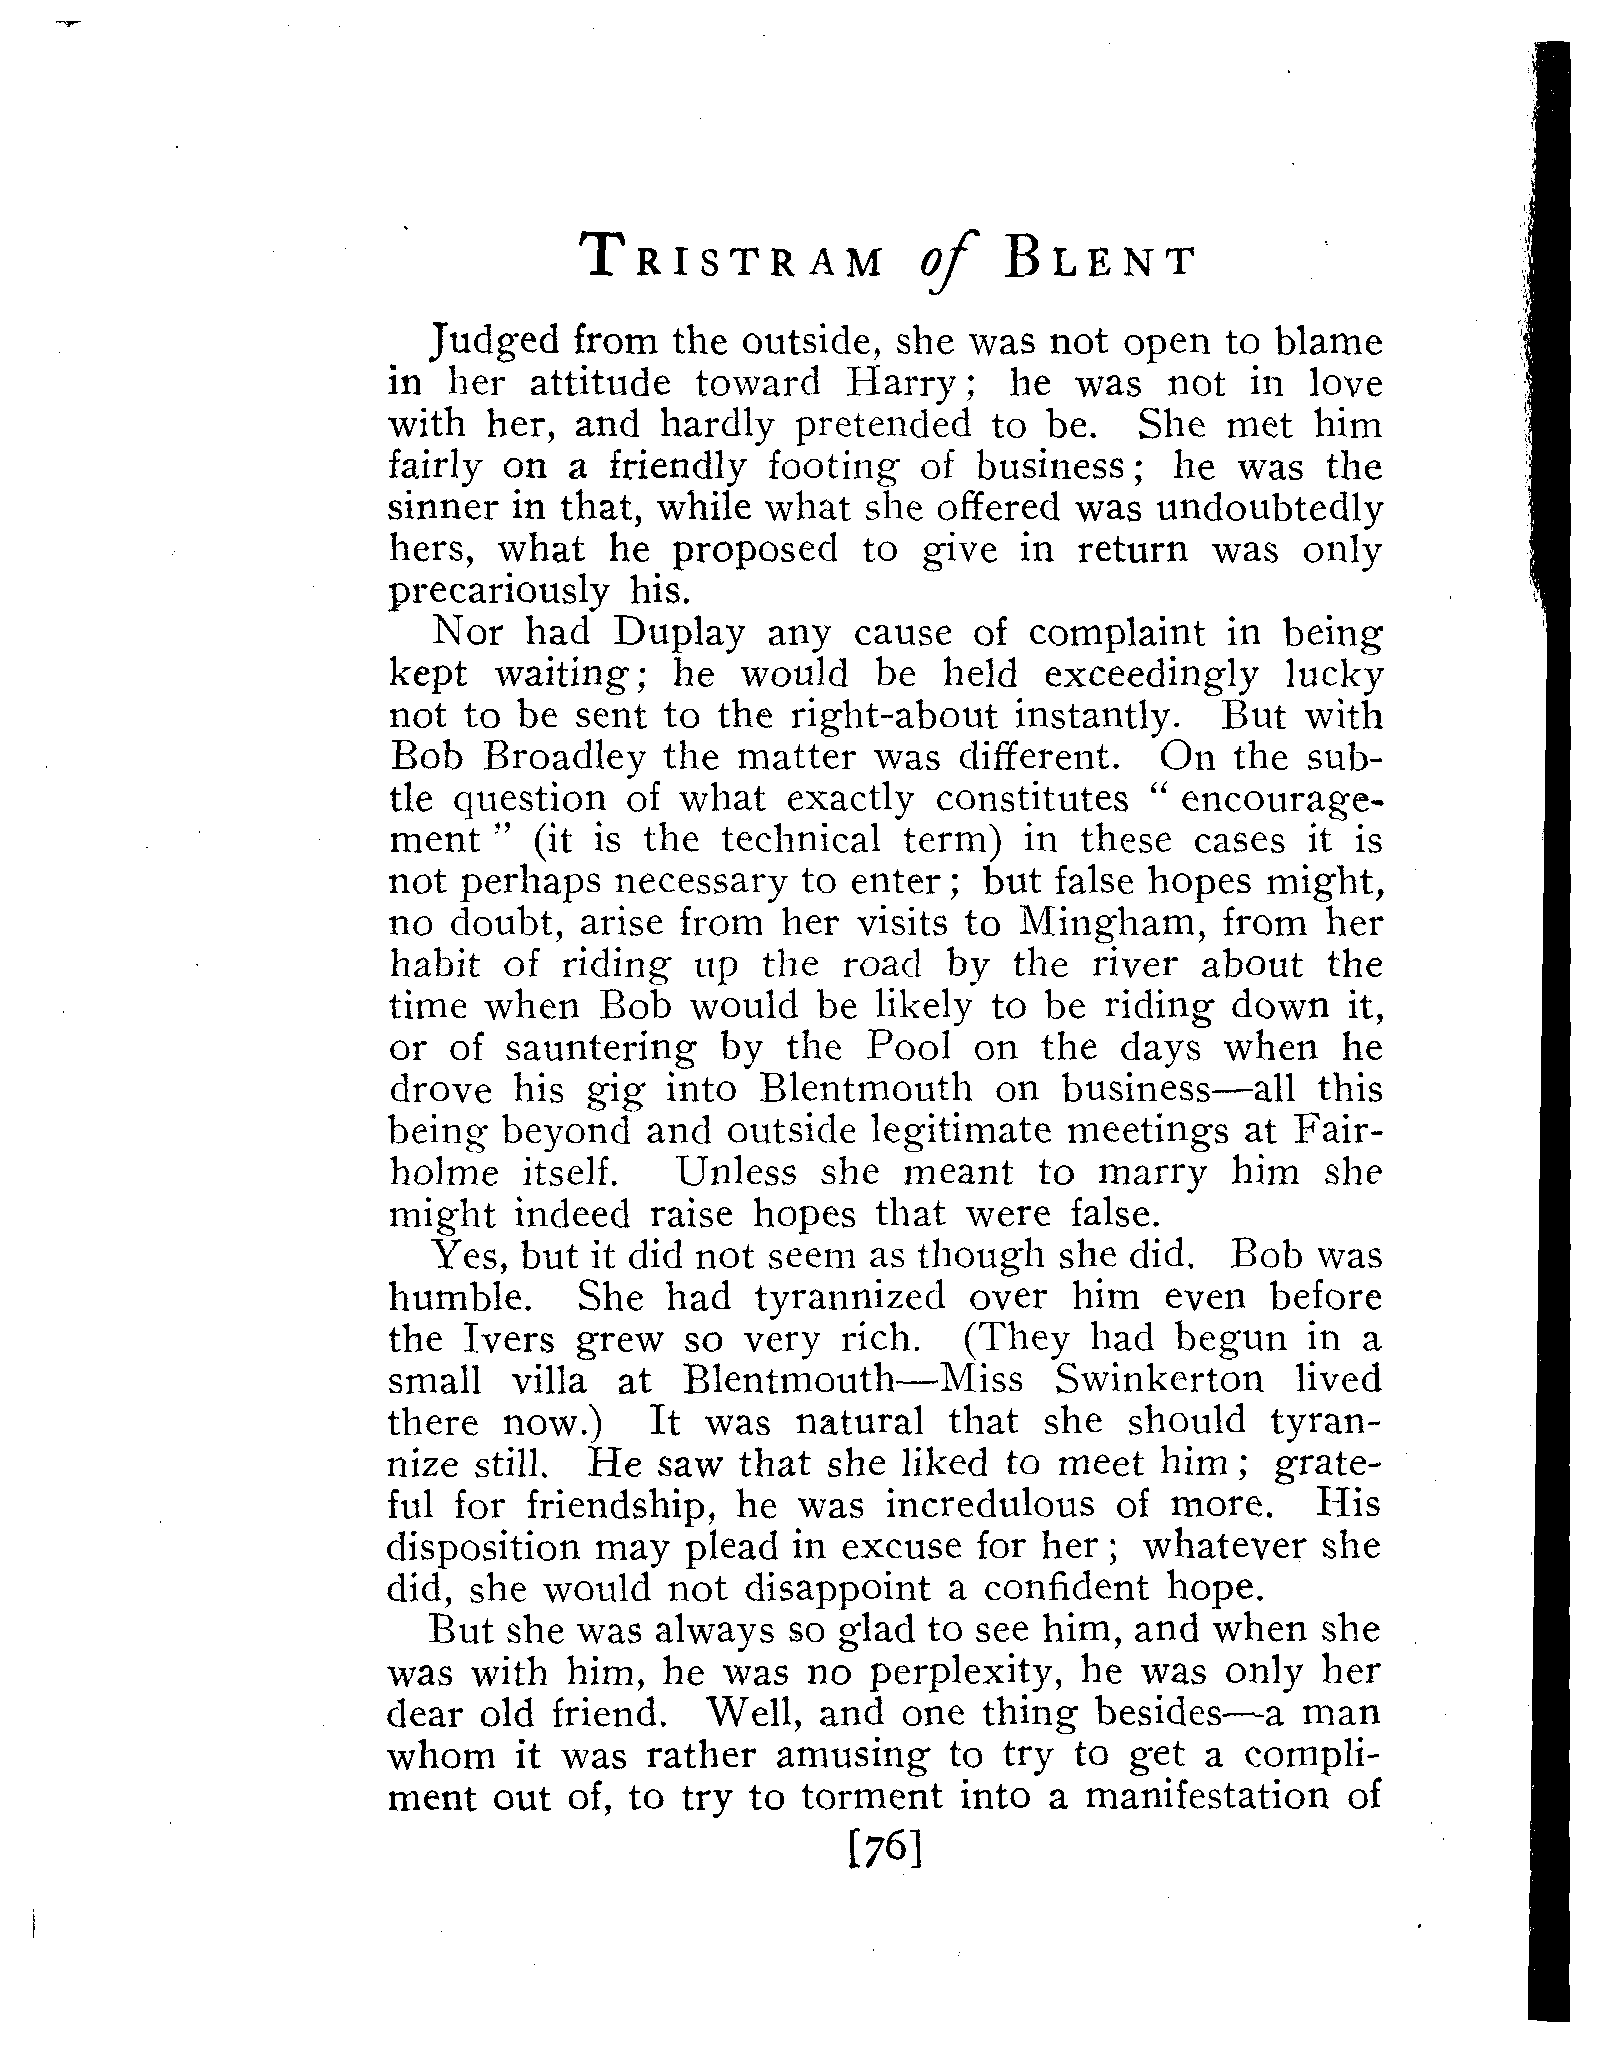 TRISTRAM of BLENT
Judged from the outside, she was not open to blame
in her attitude toward Harry; he was not in love
with her, and hardly pretended to be. She met him
fairly on a friendly footing of business; he was the
sinner in that, while what she offered was undoubtedly
hers, what he proposed to give in return was only
precariously his.
Nor had Duplay any cause of complaint in being
kept waiting; he would be held exceedingly lucky
not to be sent to the right-about instantly. But with
Bob Broadley the matter was different. On the sub-
tle question of what exactly constitutes “ encourage-
ment ” (it is the technical term) in these cases it is
not perhaps necessary to enter; but false hopes might,
no doubt, arise from her visits to Mingham, from her
habit of riding up the road by the river about the
time when Bob would be likely to be riding down it,
or of sauntering by the Pool on the days when he
drove his gig into Blentmouth on business—all this
being beyond and outside legitimate meetings at Fair-
holme itself. Unless she meant to marry him she
might indeed raise hopes that were false.
Yes, but it did not seem as though she did. Bob was
humble. She had tyrannized over him even before
the Ivers grew so very rich. (They had begun in a
small villa at Blentmouth—Miss Swinkerton lived
there now.) It was natural that she should tyran-
nize still. He saw that she liked to meet him; grate-
ful for friendship, he was incredulous of more. His
disposition may plead in excuse for her; whatever she
did, she would not disappoint a confident hope.
But she was always so glad to see him, and when she
was with him, he was no perplexity, he was only her
dear old friend. Well, and one thing besides—a man
whom it was rather amusing to try to get a compli-
ment out of, to try to torment into a manifestation of
[76]